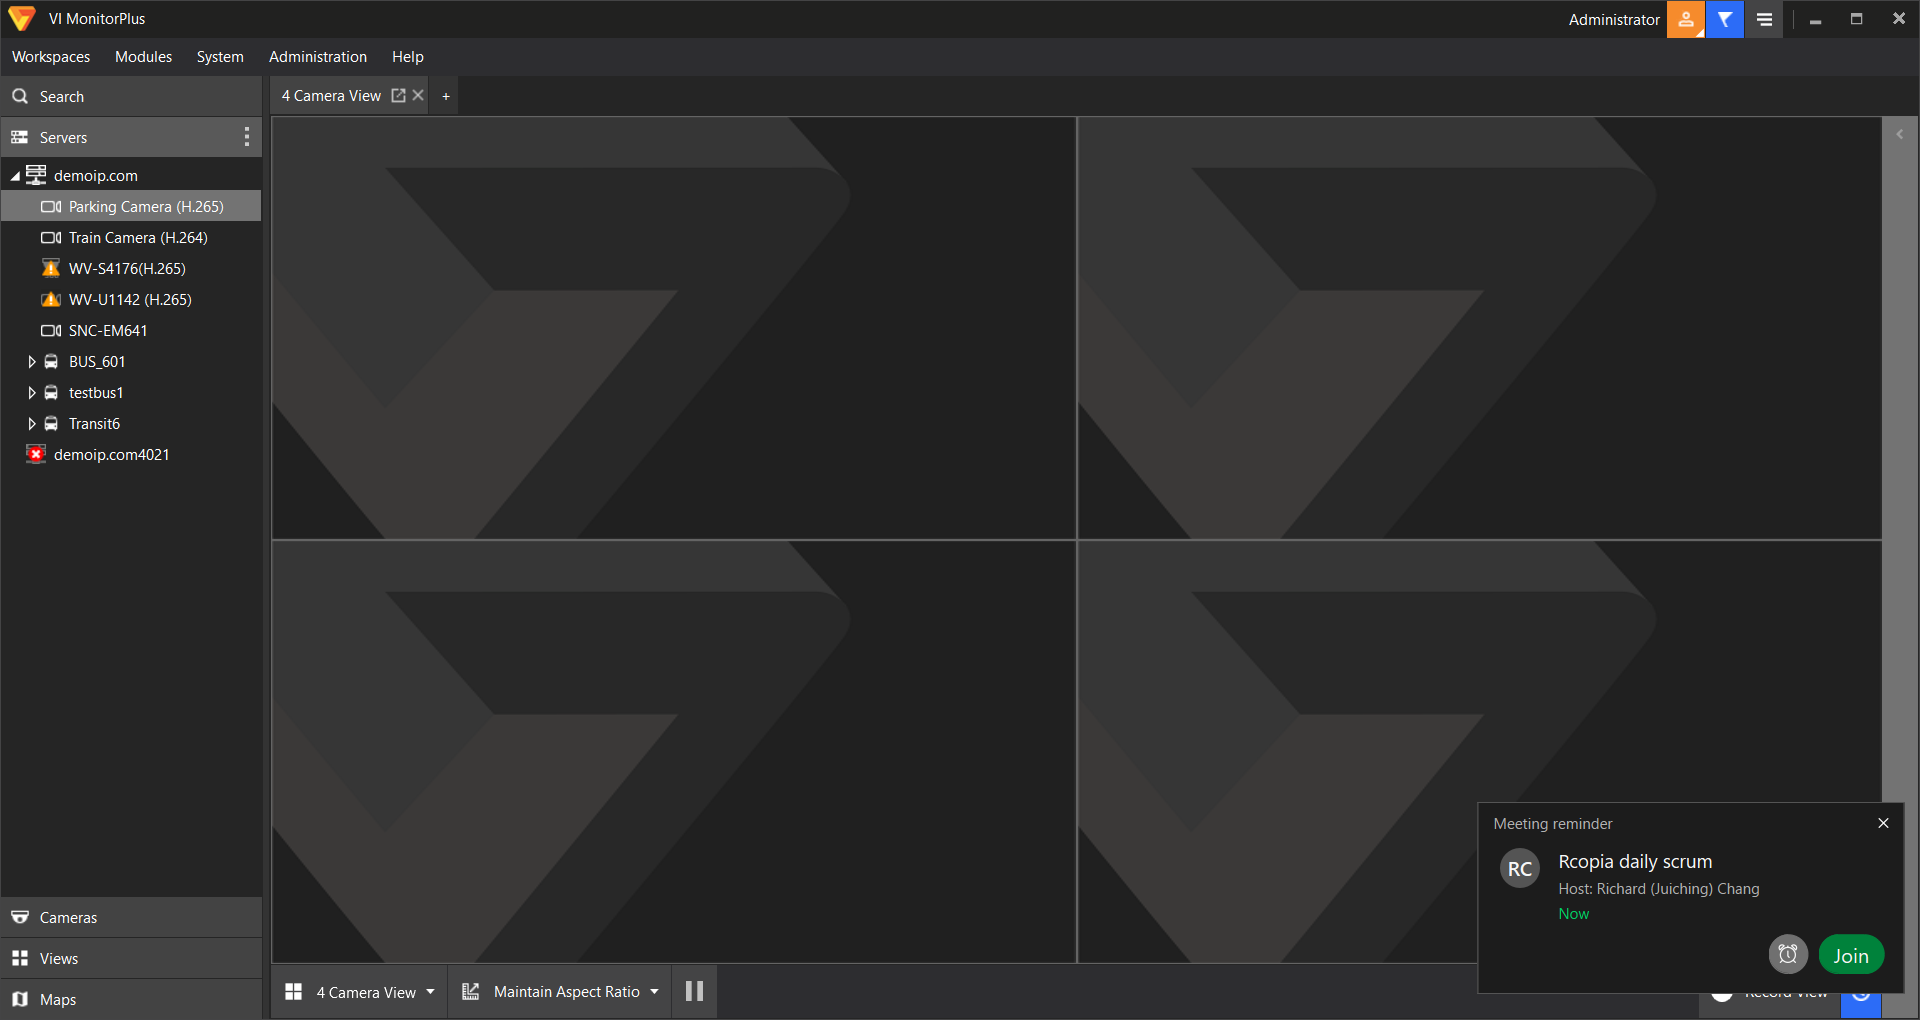 VI MonitorPlus
Administrator
Workspaces
Modules
System
Administration
Help
Search
4 Camera View
+
Servers
demoip.com
Parking Camera (H.265)
Train Camera (H.264)
WV-S4176(H.265)
WV-U1142 (H.265)
SNC-EM641
BUS_601
testbus1
Transit6
demoip.com4021
Cameras
Views
Maps
4 Camera View
Maintain Aspect Ratio
Record View
Meeting reminder
RC
Rcopia daily scrum
Host: Richard (Juiching) Chang
Now
Join